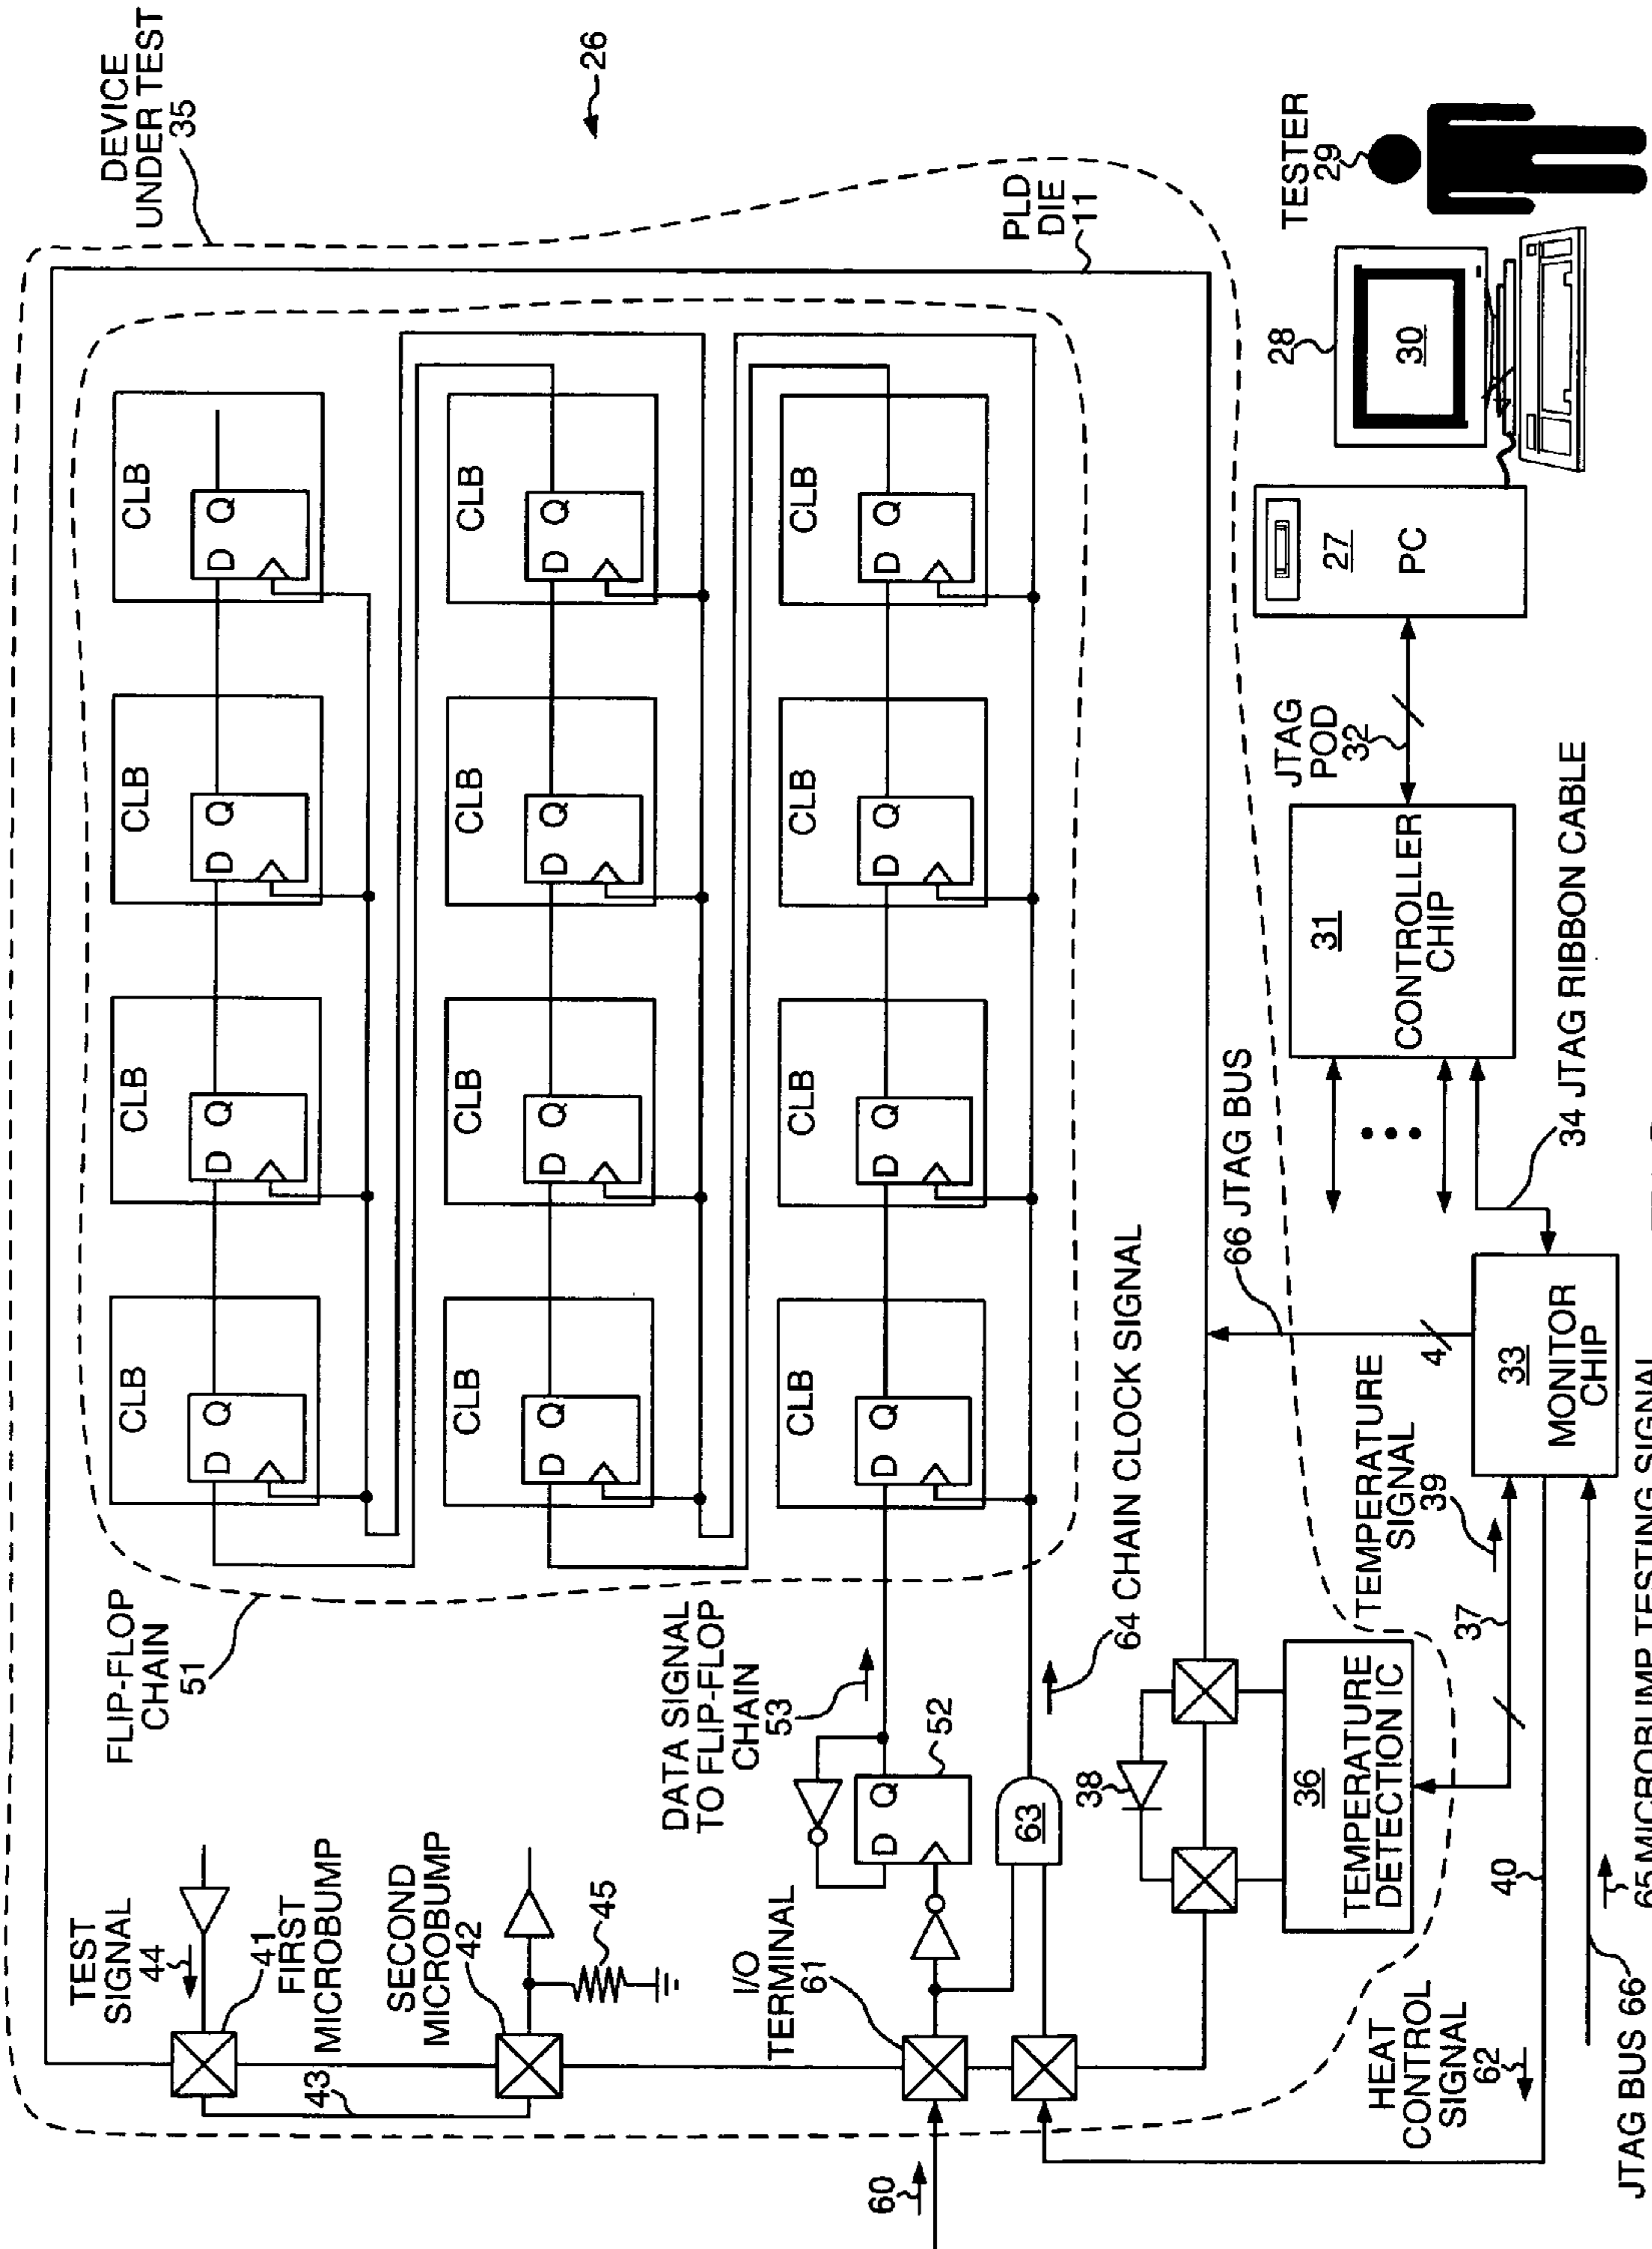 DEVICE
UNDER TEST
35
26
TEST
SIGNAL
44
41
FIRST
MICROBUMP
43
SECOND
MICROBUMP
42
45
FLIP-FLOP
CHAIN
51
CLB
D Q
CLB
D Q
CLB
D Q
CLB
D Q
CLB
D Q
CLB
D Q
CLB
D Q
CLB
D Q
CLB
D Q
CLB
D Q
CLB
D Q
CLB
D Q
DATA SIGNAL
TO FLIP-FLOP
CHAIN
53
D Q
52
I/O
TERMINAL
61
60
63
64 CHAIN CLOCK SIGNAL
PLD
DIE
11
38
36
TEMPERATURE
DETECTION IC
66 JTAG BUS
4
TEMPERATURE
SIGNAL
39
37
HEAT
CONTROL
SIGNAL
62
40
33
MONITOR
CHIP
34 JTAG RIBBON CABLE
31
CONTROLLER
CHIP
JTAG
POD
32
27
PC
28
30
TESTER
29
65 MICROBUMP TESTING SIGNAL
JTAG BUS 66